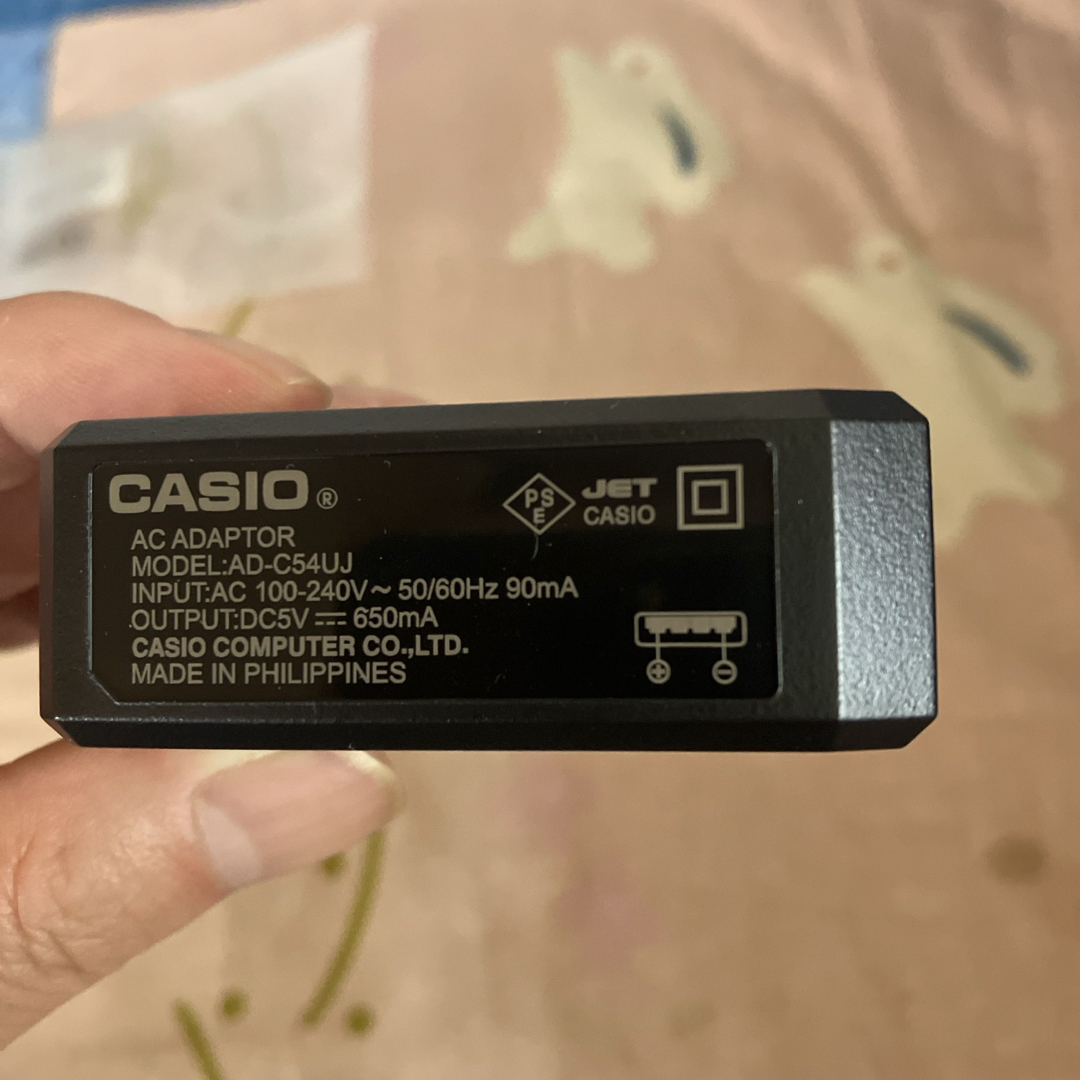 CASIO®
PS
E
JET
CASIO
AC ADAPTOR
MODEL:AD-C54UJ
INPUT:AC 100-240V~ 50/60Hz 90mA
OUTPUT:DC5V ⎓ 650mA
CASIO COMPUTER CO.,LTD.
MADE IN PHILIPPINES